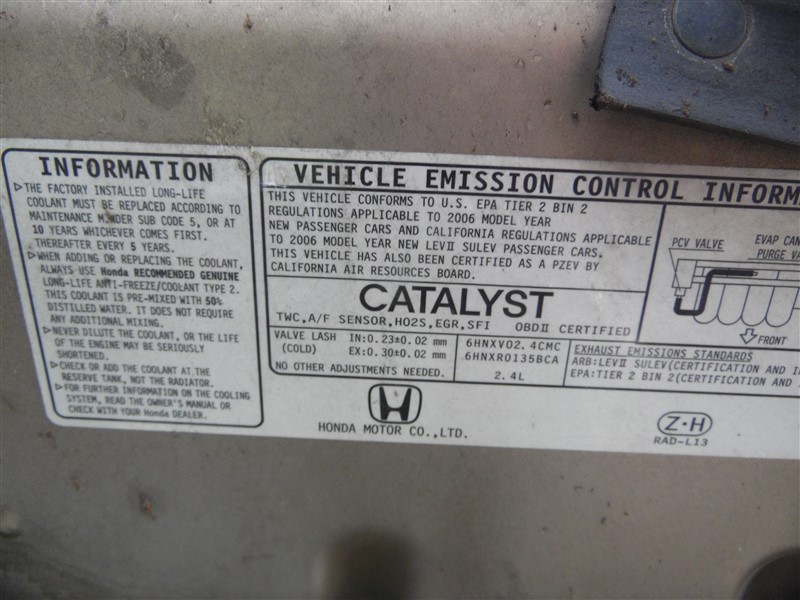 INFORMATION
▷THE FACTORY INSTALLED LONG-LIFE
COOLANT MUST BE REPLACED ACCORDING TO
MAINTENANCE MINDER SUB CODE 5, OR AT
10 YEARS WHICHEVER COMES FIRST.
THEREAFTER EVERY 5 YEARS.
▷WHEN ADDING OR REPLACING THE COOLANT,
ALWAYS USE Honda RECOMMENDED GENUINE
LONG-LIFE ANTI-FREEZE/COOLANT TYPE 2.
THIS COOLANT IS PRE-MIXED WITH 50%
DISTILLED WATER. IT DOES NOT REQUIRE
ANY ADDITIONAL MIXING.
▷NEVER DILUTE THE COOLANT, OR THE LIFE
OF THE ENGINE MAY BE SERIOUSLY
SHORTENED.
▷CHECK OR ADD THE COOLANT AT THE
RESERVE TANK, NOT THE RADIATOR.
▷FOR FURTHER INFORMATION ON THE COOLING
SYSTEM, READ THE OWNER'S MANUAL OR
CHECK WITH YOUR Honda DEALER.
VEHICLE EMISSION CONTROL INFORM
THIS VEHICLE CONFORMS TO U.S. EPA TIER 2 BIN 2
REGULATIONS APPLICABLE TO 2006 MODEL YEAR
NEW PASSENGER CARS AND CALIFORNIA REGULATIONS APPLICABLE
TO 2006 MODEL YEAR NEW LEVII SULEV PASSENGER CARS.
THIS VEHICLE HAS ALSO BEEN CERTIFIED AS A PZEV BY
CALIFORNIA AIR RESOURCES BOARD.
CATALYST
TWC,A/F SENSOR,HO2S,EGR,SFI OBDII CERTIFIED
VALVE LASH IN:0.23±0.02 mm
(COLD) EX:0.30±0.02 mm
NO OTHER ADJUSTMENTS NEEDED.
6HNXV02.4CMC
6HNXR0135BCA
2.4L
EXHAUST EMISSIONS STANDARDS
ARB:LEVII SULEV(CERTIFICATION AND I
EPA:TIER 2 BIN 2(CERTIFICATION AND
PCV VALVE
EVAP CAN
PURGE VA
FRONT
HONDA MOTOR CO.,LTD.
Z·H
RAD-L13